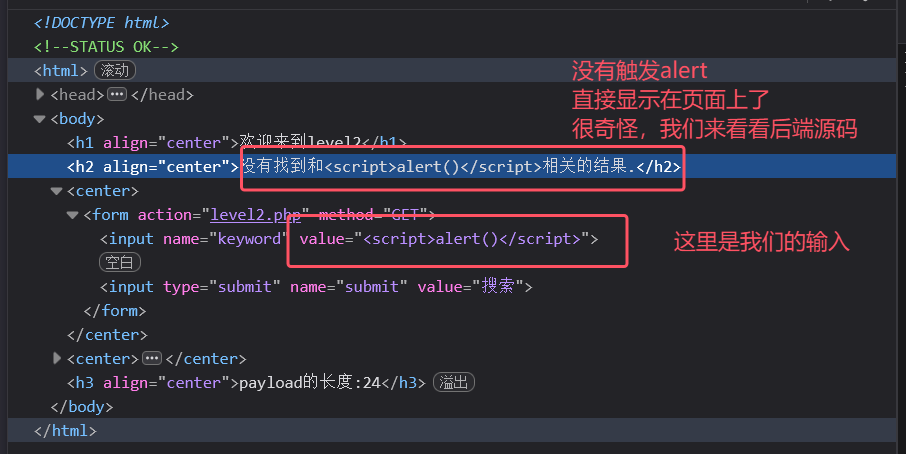 <!DOCTYPE html>
<!--STATUS OK-->
<html> 滚动
没有触发alert
直接显示在页面上了
很奇怪，我们来看看后端源码
<head> </head>
<body>
<h1 align="center">欢迎来到level2</h1>
<h2 align="center">没有找到和<script>alert()</script>相关的结果.</h2>
<center>
<form action="level2.php" method="GET">
<input name="keyword" value="<script>alert()</script>">
这里是我们的输入
空白
<input type="submit" name="submit" value="搜索">
</form>
</center>
<center> </center>
<h3 align="center">payload的长度:24</h3> 溢出
</body>
</html>